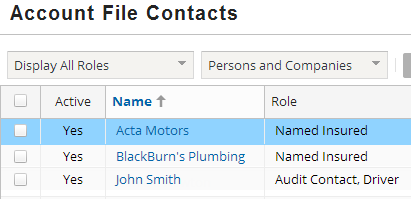 Account File Contacts
Display All Roles Persons and Companies
Active Name Role
Yes Acta Motors Named Insured
Yes BlackBurn's Plumbing Named Insured
Yes John Smith Audit Contact, Driver